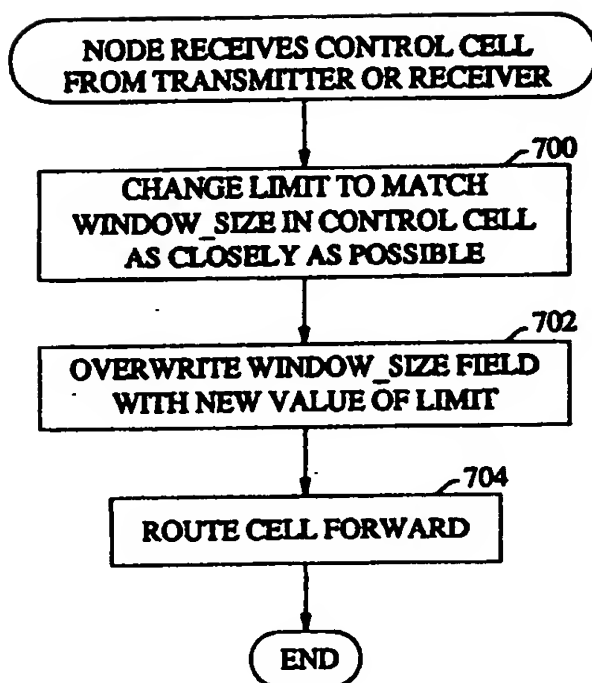 NODE RECEIVES CONTROL CELL
FROM TRANSMITTER OR RECEIVER
700
CHANGE LIMIT TO MATCH
WINDOW_SIZE IN CONTROL CELL
AS CLOSELY AS POSSIBLE
702
OVERWRITE WINDOW_SIZE FIELD
WITH NEW VALUE OF LIMIT
704
ROUTE CELL FORWARD
END